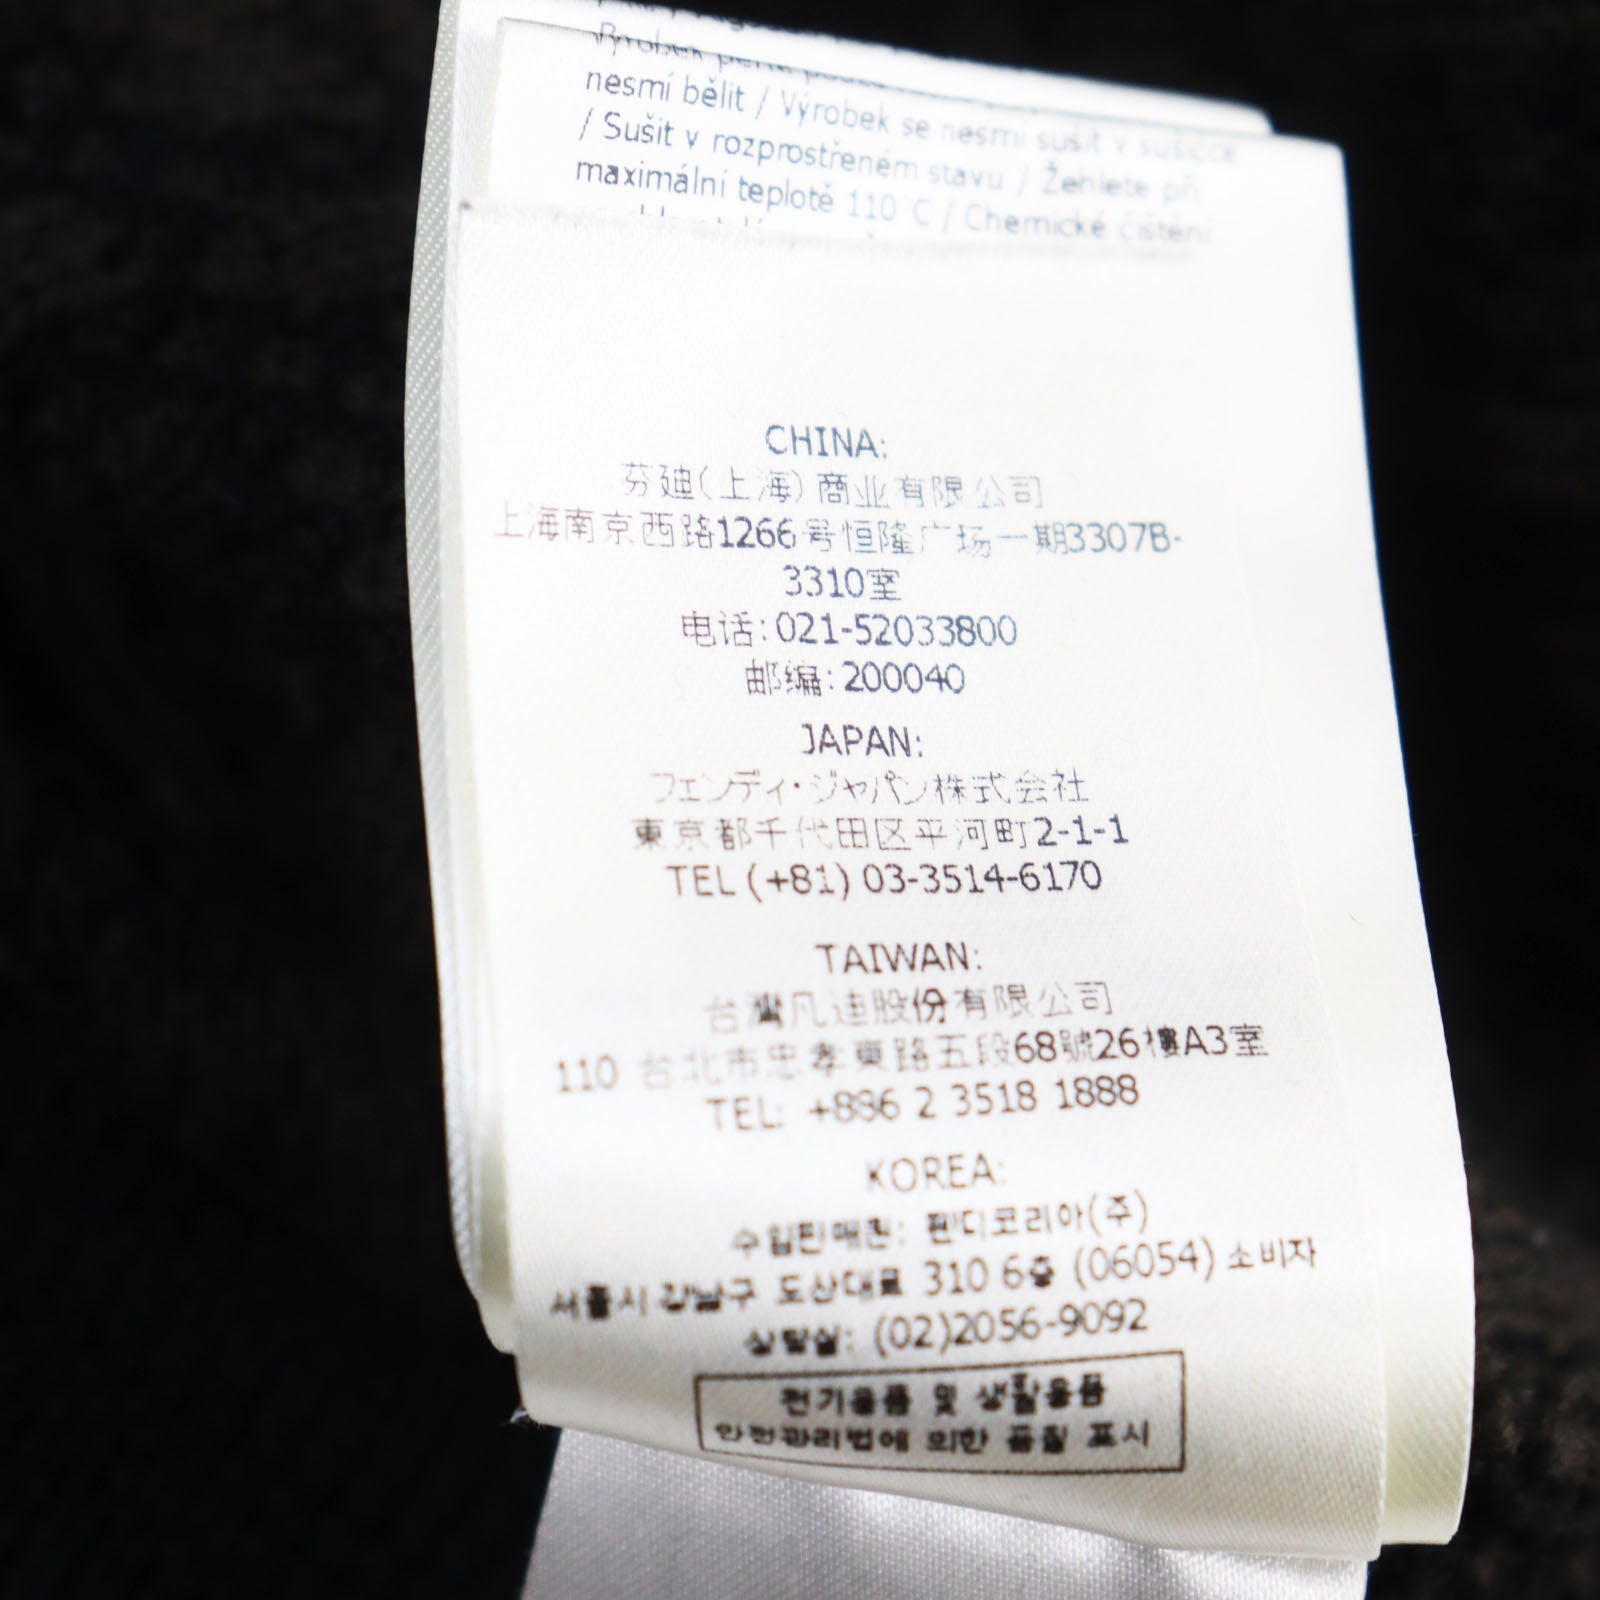 nesmí bělit / Výrobek se nesmí sušit v sušičce
/ Sušit v rozprostřeném stavu / Žehlete při
maximální teplotě 110 C / Chemické čištění
CHINA:
芬迪(上海)商业有限公司
上海南京西路1266号恒隆广场一期3307B-
3310室
电话:021-52033800
邮编:200040
JAPAN:
フェンディ・ジャパン株式会社
東京都千代田区平河町2-1-1
TEL (+81) 03-3514-6170
TAIWAN:
台灣凡迪股份有限公司
110 台北市忠孝東路五段68號26樓A3室
TEL: +886 2 3518 1888
KOREA:
수입판매원: 펜디코리아(주)
서울시 강남구 도산대로 310 6층 (06054) 소비자
상담실: (02)2056-9092
전기용품 및 생활용품
안전관리법에 의한 품질 표시